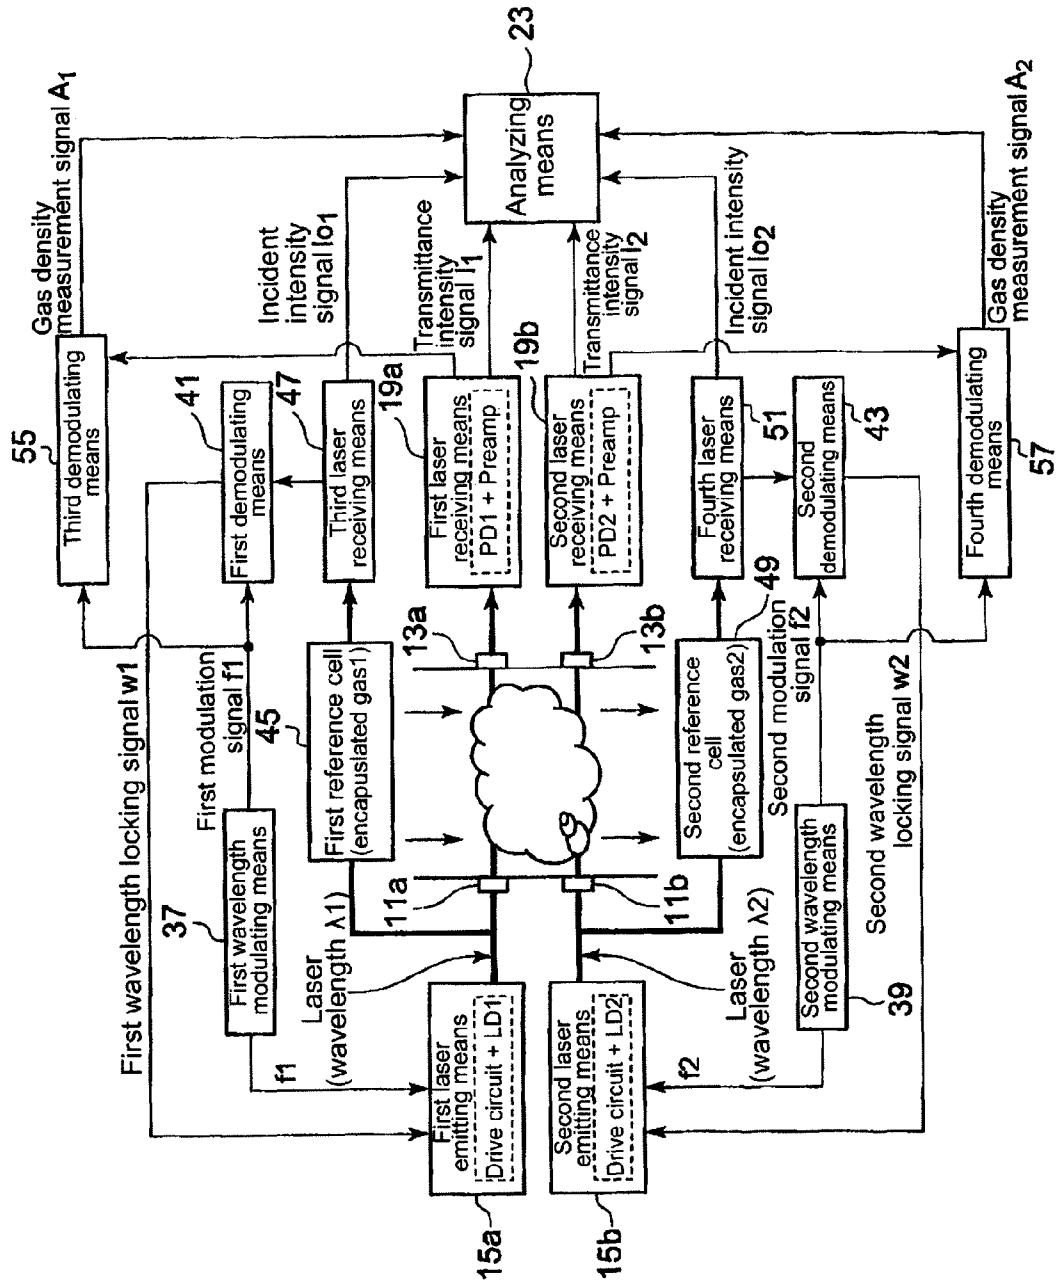 55
Third demodulating
means
Gas density
measurement signal A1
First wavelength locking signal w1
41
First demodulating
means
First modulation
signal f1
37
First wavelength
modulating means
f1
47
Third laser
receiving means
Incident
intensity
signal Io1
45
First reference cell
(encapuslated gas1)
Laser
(wavelength λ1)
19a
First laser
receiving means
PD1 + Preamp
Transmittance
intensity
signal I1
13a
11a
First laser
emitting means
Drive circuit + LD1
15a
23
Analyzing
means
19b
Second laser
receiving means
PD2 + Preamp
Transmittance
intensity
signal I2
13b
11b
Second laser
emitting means
Drive circuit + LD2
15b
Laser
(wavelength λ2)
f2
Fourth laser
receiving means
51
Incident intensity
signal Io2
Second reference
cell
(encapsulated gas2)
49
Second
demodulating means
43
Second modulation
signal f2
Second wavelength
modulating means
39
Second wavelength
locking signal w2
Fourth demodulating
means
57
Gas density
measurement signal A2